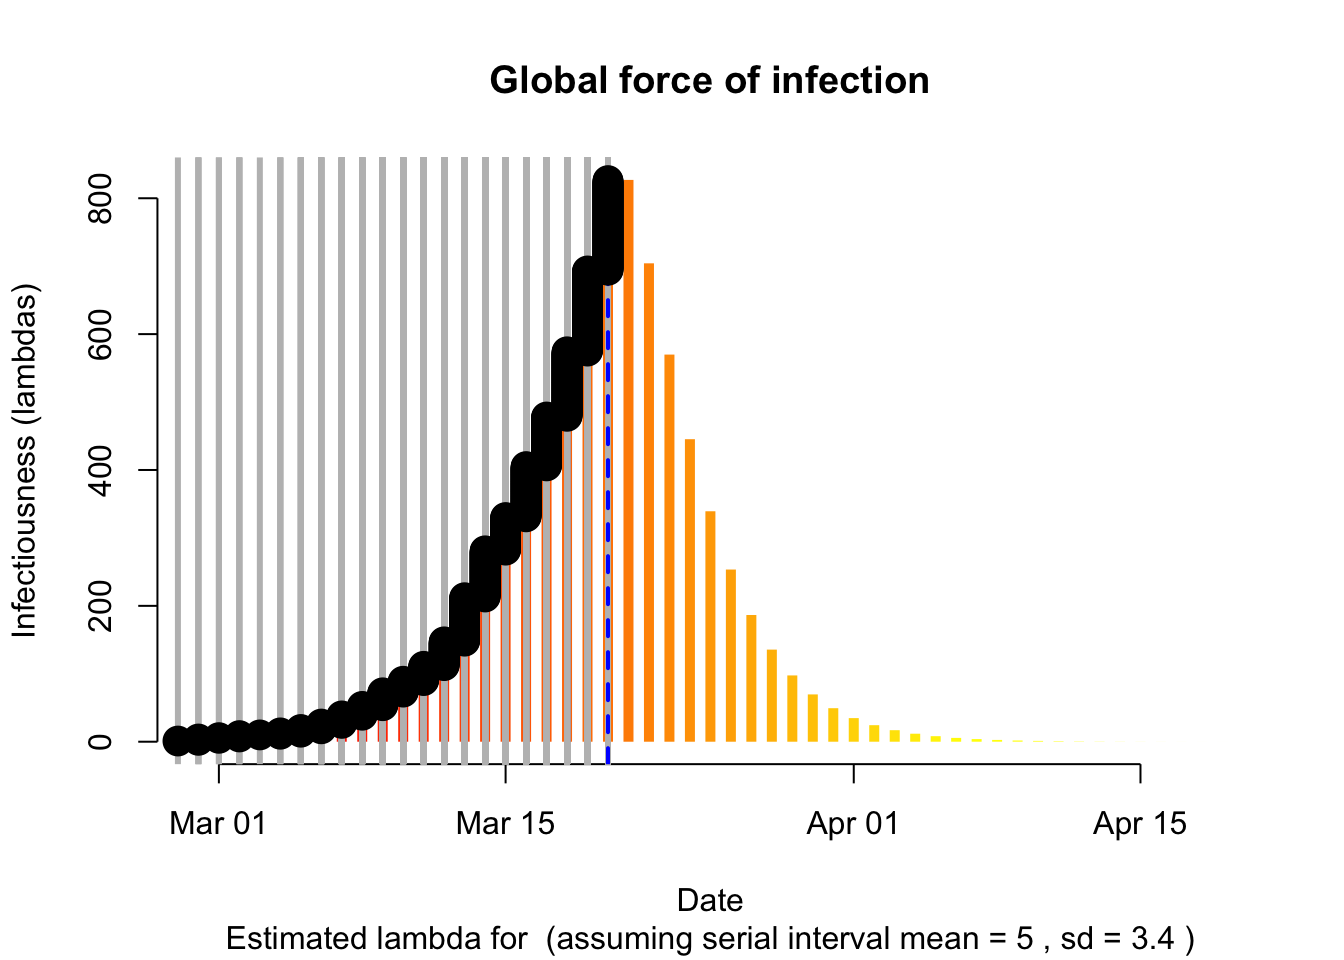 Global force of infection
Infectiousness (lambdas)
800
600
400
200
0
Mar 01
Mar 15
Apr 01
Apr 15
Date
Estimated lambda for  (assuming serial interval mean = 5 , sd = 3.4 )